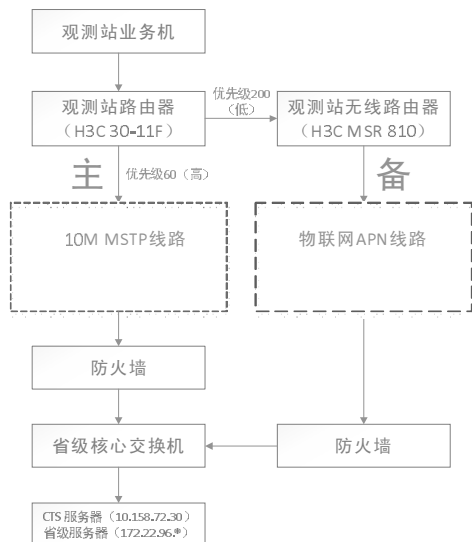 观测站业务机
观测站路由器
（H3C 30-11F）
优先级200
（低）
观测站无线路由器
（H3C MSR 810）
主
优先级60（高）
备
10M MSTP线路
物联网APN线路
防火墙
省级核心交换机
防火墙
CTS 服务器（10.158.72.30）
省级服务器（172.22.96.*）